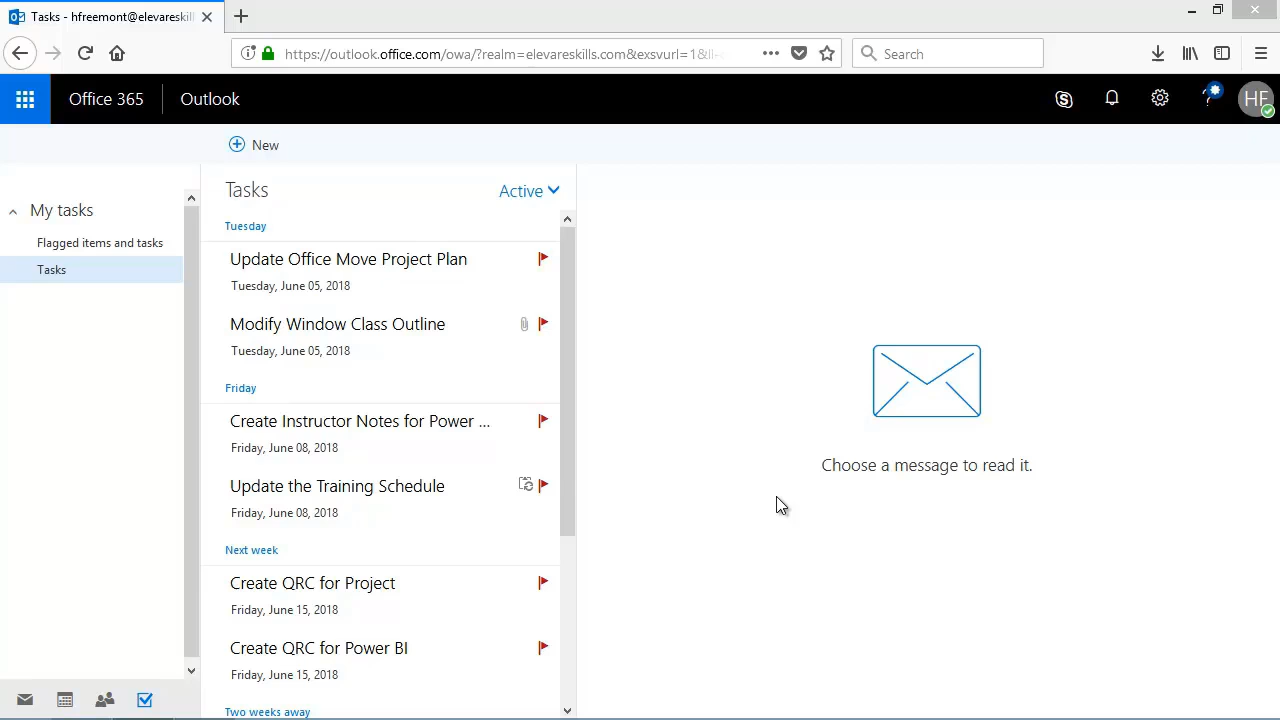 Tasks - hfreemont@elevareskill
https://outlook.office.com/owa/?realm=elevareskills.com&exsvurl=1&ll-
Search
Office 365
Outlook
HF
New
My tasks
Flagged items and tasks
Tasks
Tasks
Active
Tuesday
Update Office Move Project Plan
Tuesday, June 05, 2018
Modify Window Class Outline
Tuesday, June 05, 2018
Friday
Create Instructor Notes for Power ...
Friday, June 08, 2018
Update the Training Schedule
Friday, June 08, 2018
Next week
Create QRC for Project
Friday, June 15, 2018
Create QRC for Power BI
Friday, June 15, 2018
Two weeks away
Choose a message to read it.